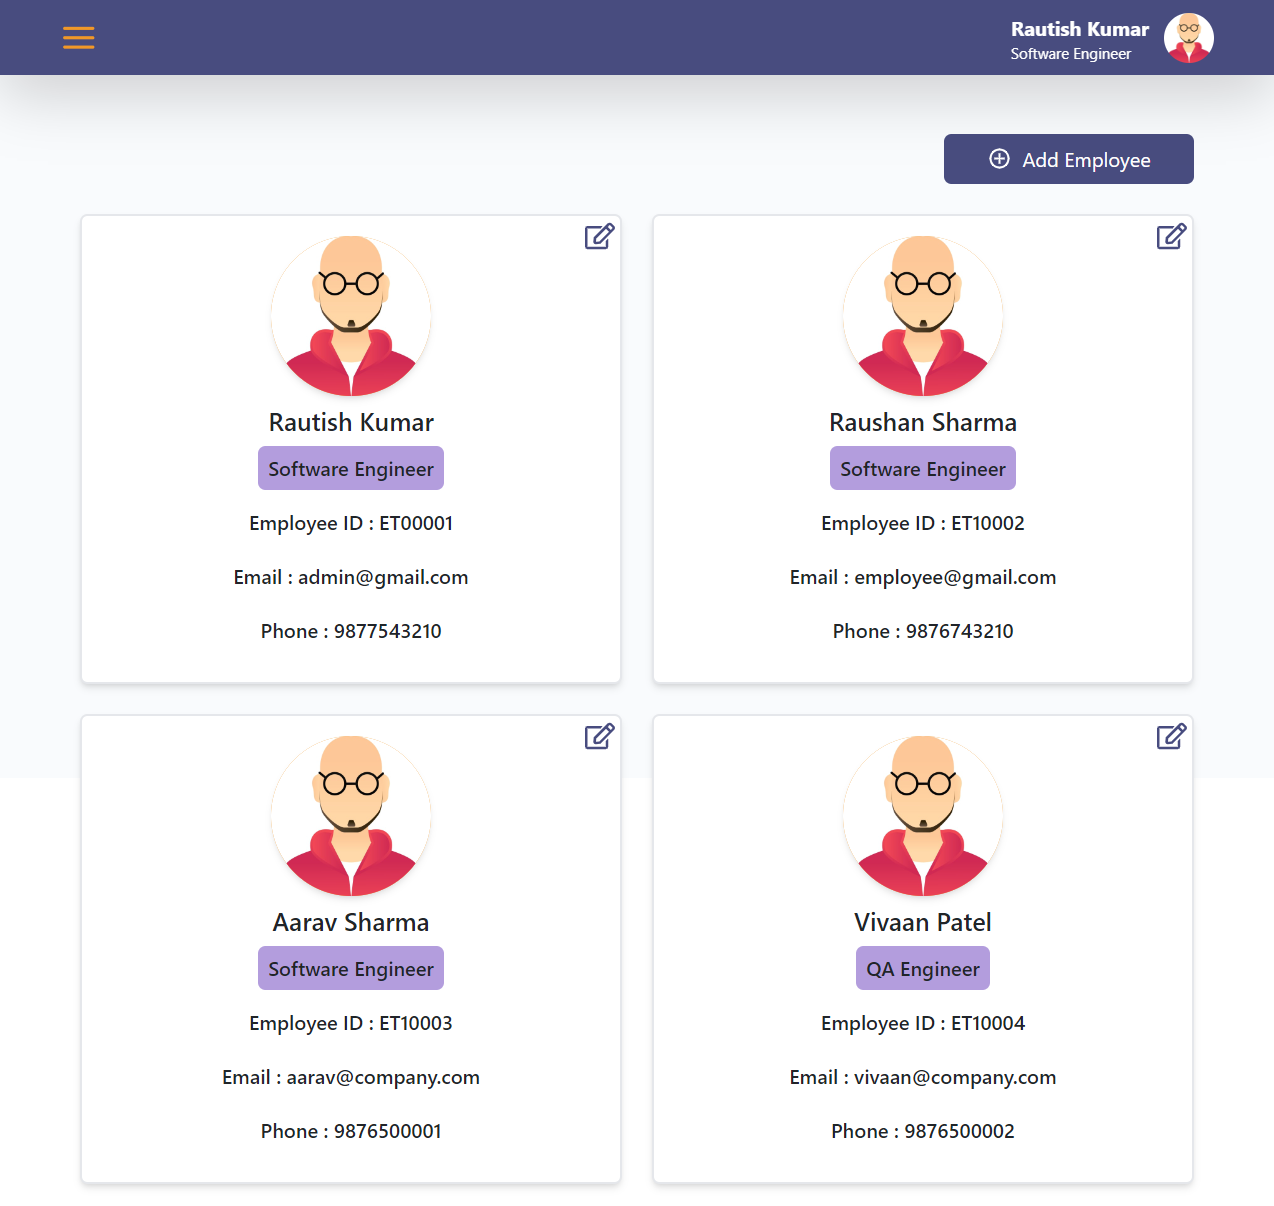 Rautish Kumar
Software Engineer
Add Employee
Rautish Kumar
Software Engineer
Employee ID : ET00001
Email : admin@gmail.com
Phone : 9877543210
Raushan Sharma
Software Engineer
Employee ID : ET10002
Email : employee@gmail.com
Phone : 9876743210
Aarav Sharma
Software Engineer
Employee ID : ET10003
Email : aarav@company.com
Phone : 9876500001
Vivaan Patel
QA Engineer
Employee ID : ET10004
Email : vivaan@company.com
Phone : 9876500002